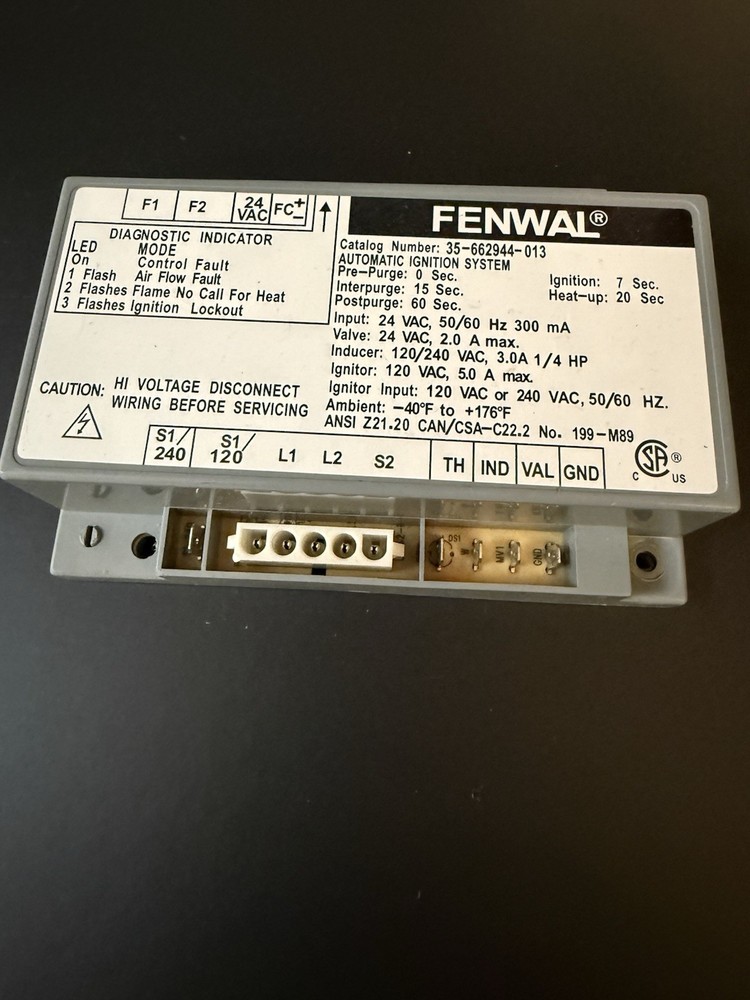 F1 F2 24 VAC FC + -
DIAGNOSTIC INDICATOR
LED MODE
On Control Fault
1 Flash Air Flow Fault
2 Flashes Flame No Call For Heat
3 Flashes Ignition Lockout
FENWAL®
Catalog Number: 35-662944-013
AUTOMATIC IGNITION SYSTEM
Pre-Purge: 0 Sec. Ignition: 7 Sec.
Interpurge: 15 Sec. Heat-up: 20 Sec
Postpurge: 60 Sec.
Input: 24 VAC, 50/60 Hz 300 mA
Valve: 24 VAC, 2.0 A max.
Inducer: 120/240 VAC, 3.0A 1/4 HP
Ignitor: 120 VAC, 5.0 A max.
Ignitor Input: 120 VAC or 240 VAC, 50/60 HZ.
Ambient: –40°F to +176°F
ANSI Z21.20 CAN/CSA-C22.2 No. 199-M89
CAUTION: HI VOLTAGE DISCONNECT
WIRING BEFORE SERVICING
C SA ® US
S1/240 S1/120 L1 L2 S2 TH IND VAL GND
DS1 W MV1 GND